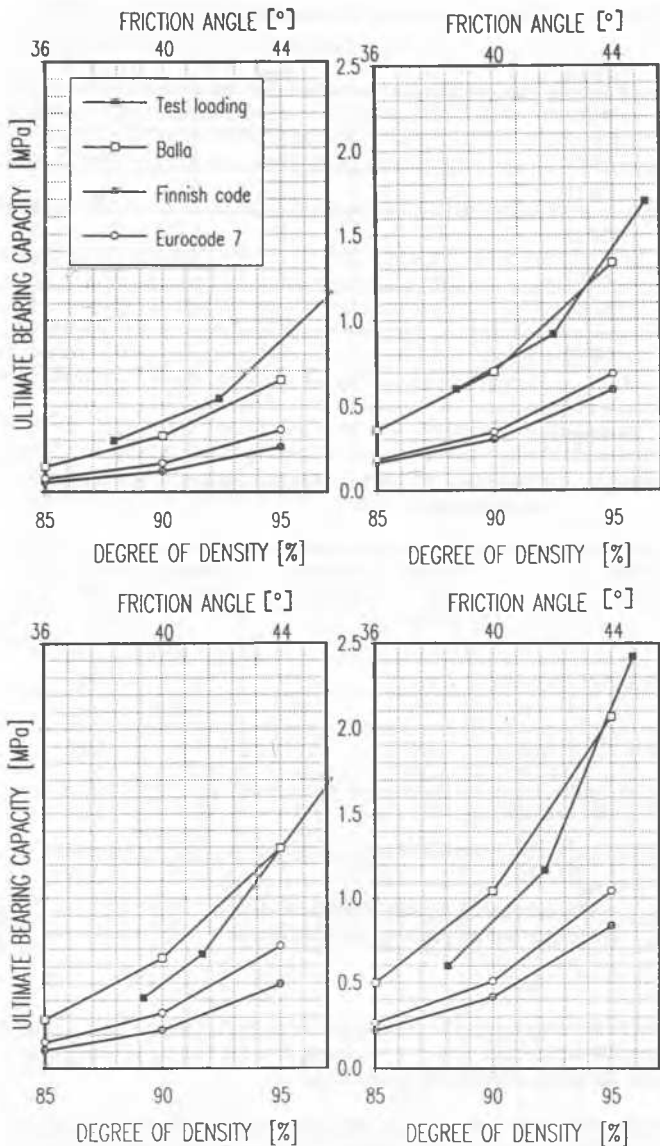 FRICTION ANGLE [°]
36 40 44
ULTIMATE BEARING CAPACITY [MPa]
Test loading
Balla
Finnish code
Eurocode 7
85 90 95
DEGREE OF DENSITY [%]
FRICTION ANGLE [°]
36 40 44
2.5
2.0
1.5
1.0
0.5
0.0
85 90 95
DEGREE OF DENSITY [%]
FRICTION ANGLE [°]
36 40 44
ULTIMATE BEARING CAPACITY [MPa]
85 90 95
DEGREE OF DENSITY [%]
FRICTION ANGLE [°]
36 40 44
2.5
2.0
1.5
1.0
0.5
0.0
85 90 95
DEGREE OF DENSITY [%]